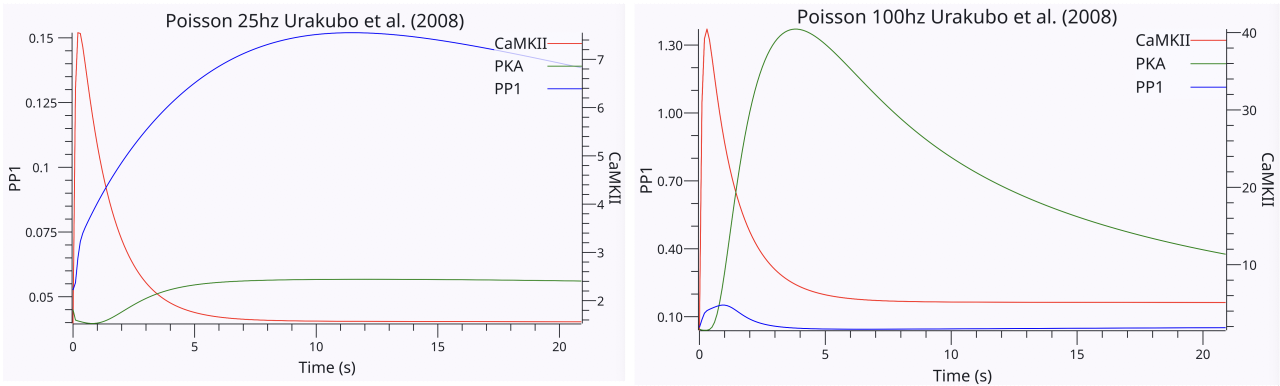 Poisson 25hz Urakubo et al. (2008)
CaMKII
PKA
PP1
0.15
0.125
0.1
0.075
0.05
PP1
7
6
5
4
3
2
CaMKII
0 5 10 15 20
Time (s)
Poisson 100hz Urakubo et al. (2008)
CaMKII
PKA
PP1
1.30
1.00
0.70
0.40
0.10
PP1
40
30
20
10
CaMKII
0 5 10 15 20
Time (s)